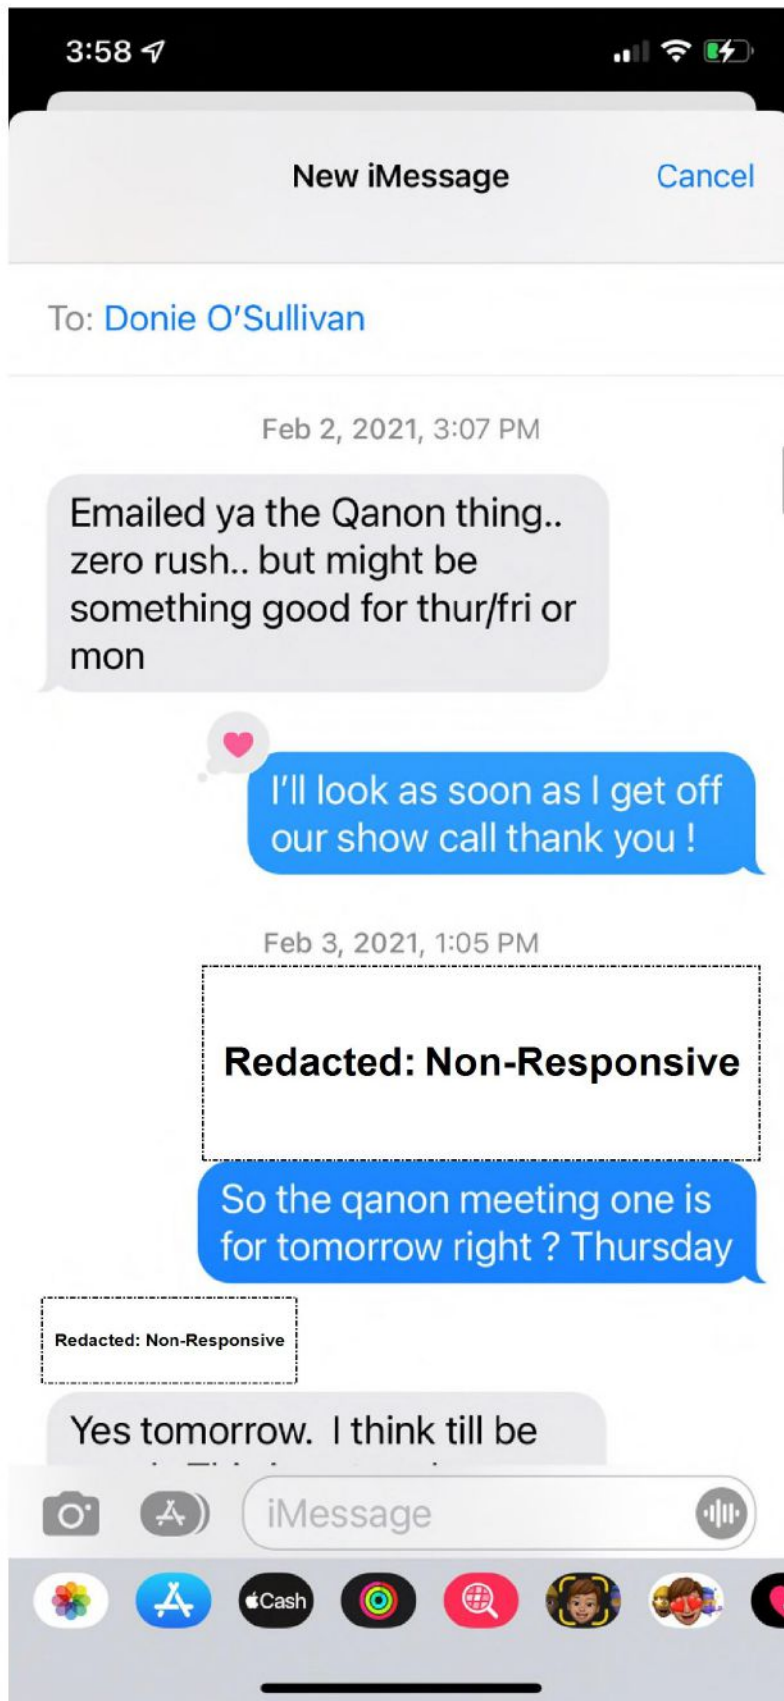 3:58
New iMessage
Cancel
To: Donie O'Sullivan
Feb 2, 2021, 3:07 PM
Emailed ya the Qanon thing..
zero rush.. but might be
something good for thur/fri or
mon
I'll look as soon as I get off
our show call thank you !
Feb 3, 2021, 1:05 PM
Redacted: Non-Responsive
So the qanon meeting one is
for tomorrow right ? Thursday
Redacted: Non-Responsive
Yes tomorrow.  I think till be
iMessage
Cash